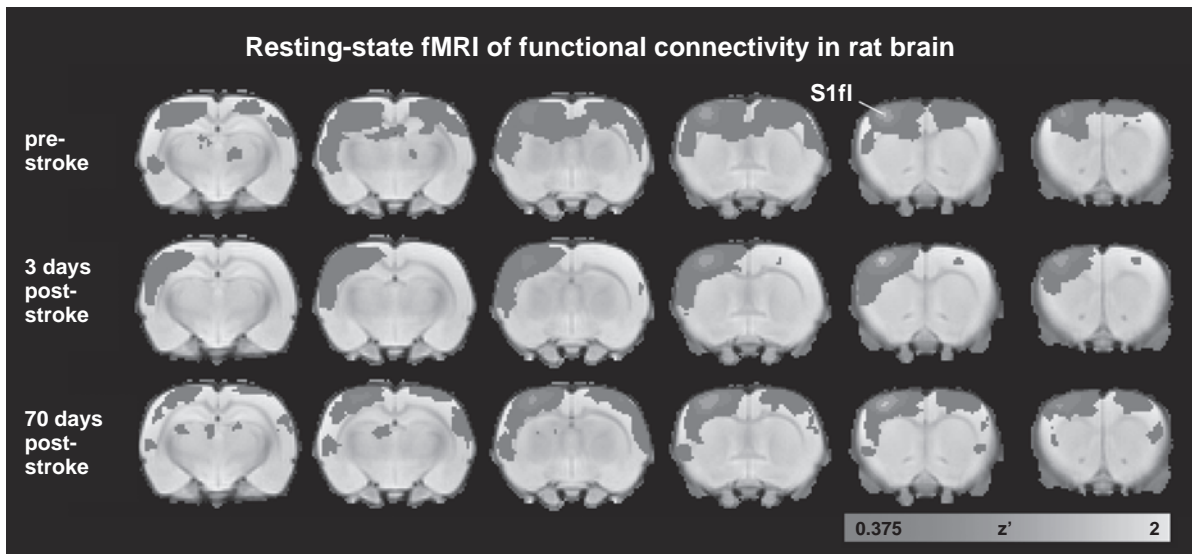 Resting-state fMRI of functional connectivity in rat brain
S1fl
pre-
stroke
3 days
post-
stroke
70 days
post-
stroke
0.375 z' 2